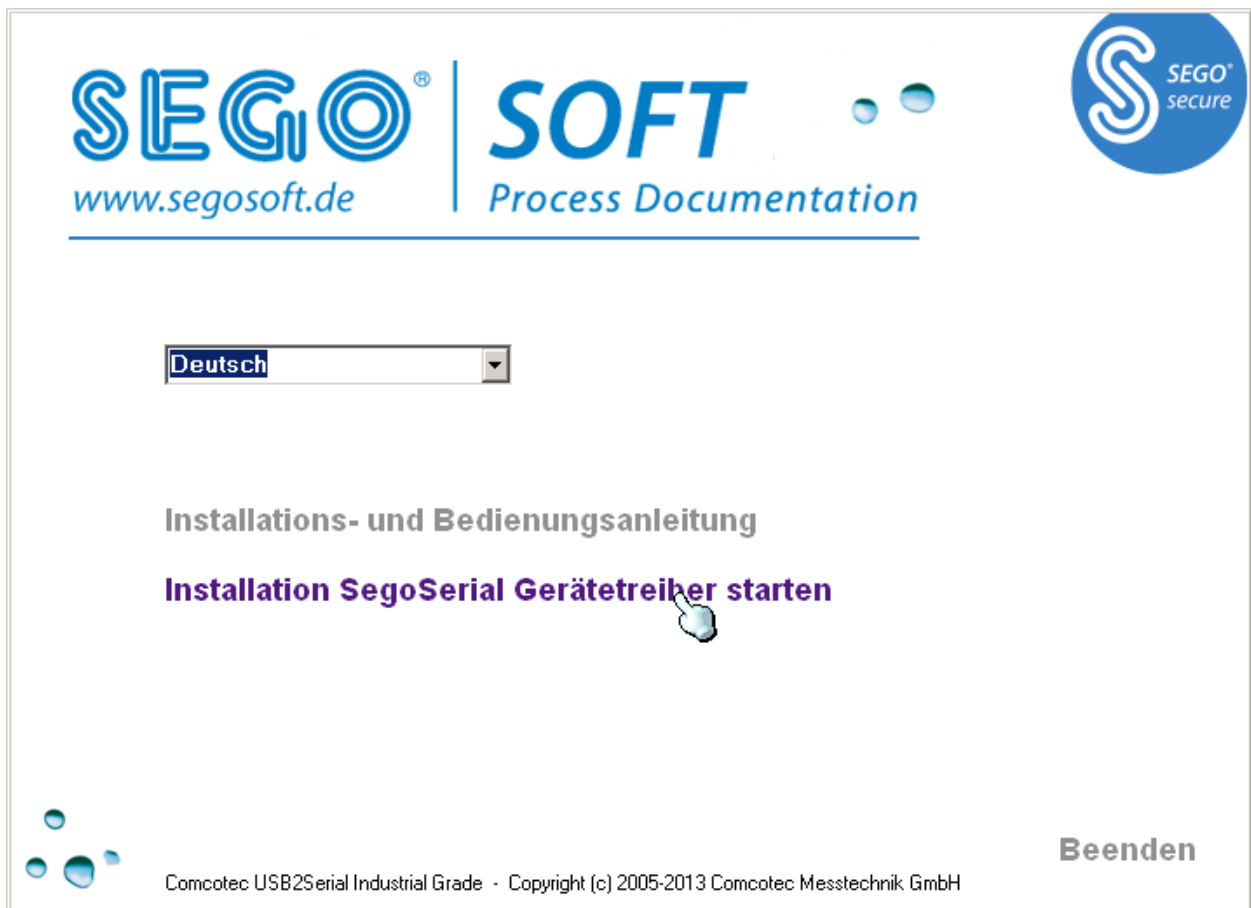 SEGO® SOFT
www.segosoft.de Process Documentation
SEGO®
secure
Deutsch
Installations- und Bedienungsanleitung
Installation SegoSerial Gerätetreiber starten
Beenden
Comcotec USB2Serial Industrial Grade - Copyright (c) 2005-2013 Comcotec Messtechnik GmbH